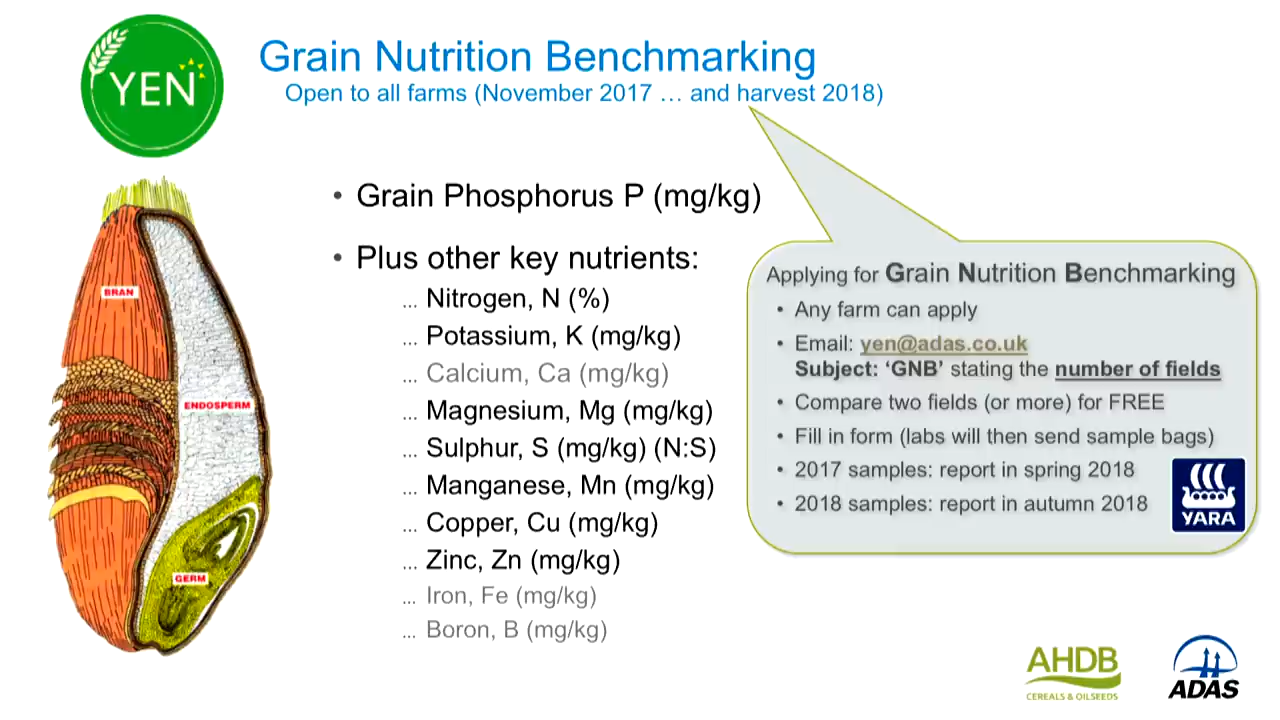 YEN
Grain Nutrition Benchmarking
Open to all farms (November 2017 … and harvest 2018)
• Grain Phosphorus P (mg/kg)
• Plus other key nutrients:
... Nitrogen, N (%)
... Potassium, K (mg/kg)
... Calcium, Ca (mg/kg)
... Magnesium, Mg (mg/kg)
... Sulphur, S (mg/kg) (N:S)
... Manganese, Mn (mg/kg)
... Copper, Cu (mg/kg)
... Zinc, Zn (mg/kg)
... Iron, Fe (mg/kg)
... Boron, B (mg/kg)
BRAN
ENDOSPERM
GERM
Applying for Grain Nutrition Benchmarking
• Any farm can apply
• Email: yen@adas.co.uk
Subject: ‘GNB’ stating the number of fields
• Compare two fields (or more) for FREE
• Fill in form (labs will then send sample bags)
• 2017 samples: report in spring 2018
• 2018 samples: report in autumn 2018
YARA
AHDB
CEREALS & OILSEEDS
ADAS